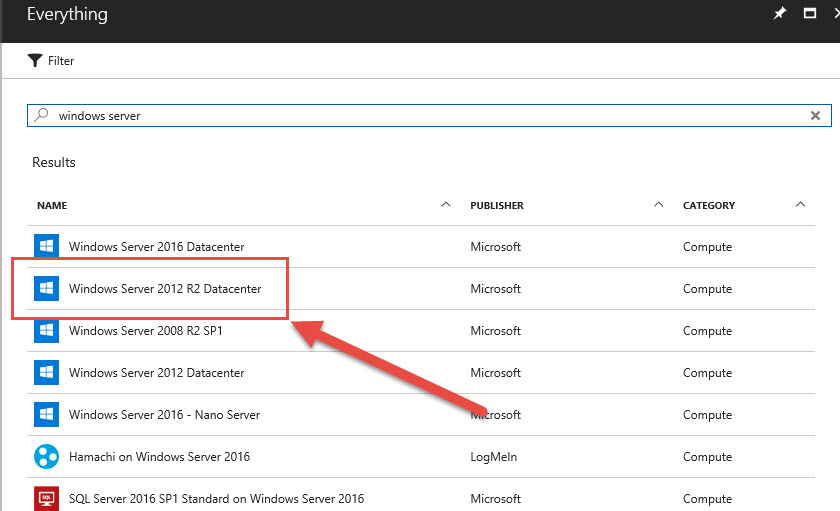 Everything
Filter
windows server
Results
NAME PUBLISHER CATEGORY
Windows Server 2016 Datacenter Microsoft Compute
Windows Server 2012 R2 Datacenter Microsoft Compute
Windows Server 2008 R2 SP1 Microsoft Compute
Windows Server 2012 Datacenter Microsoft Compute
Windows Server 2016 - Nano Server Microsoft Compute
Hamachi on Windows Server 2016 LogMeIn Compute
SQL SQL Server 2016 SP1 Standard on Windows Server 2016 Microsoft Compute